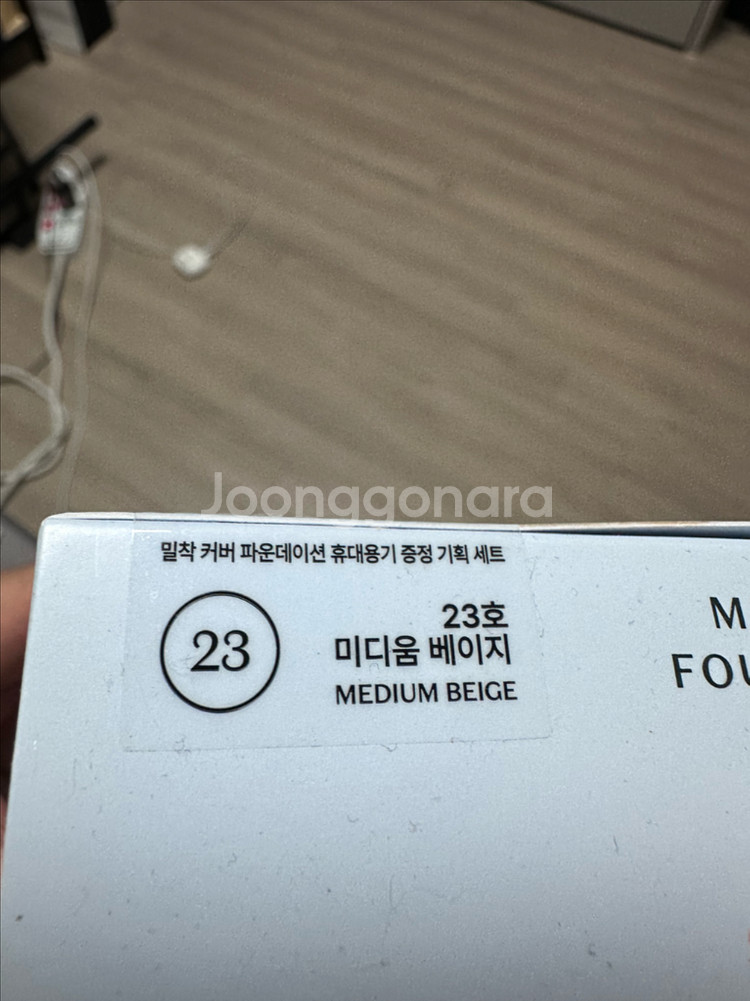 Joonggonara
밀착 커버 파운데이션 휴대용기 증정 기획 세트
23
23호
미디움 베이지
MEDIUM BEIGE
M
FOU